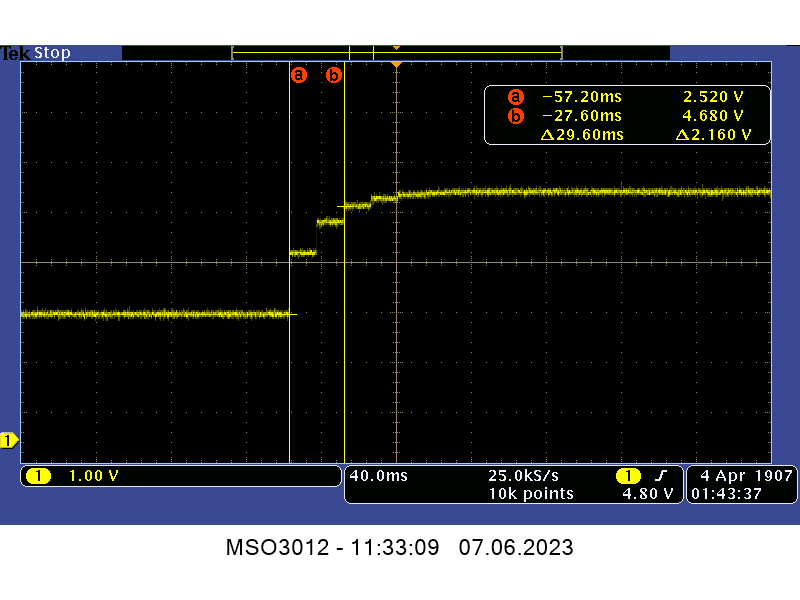 Tek Stop
a b
a −57.20ms 2.520 V
b −27.60ms 4.680 V
Δ29.60ms Δ2.160 V
1
1 1.00 V
40.0ms 25.0kS/s 1
10k points 4.80 V
4 Apr 1907
01:43:37
MSO3012 - 11:33:09 07.06.2023